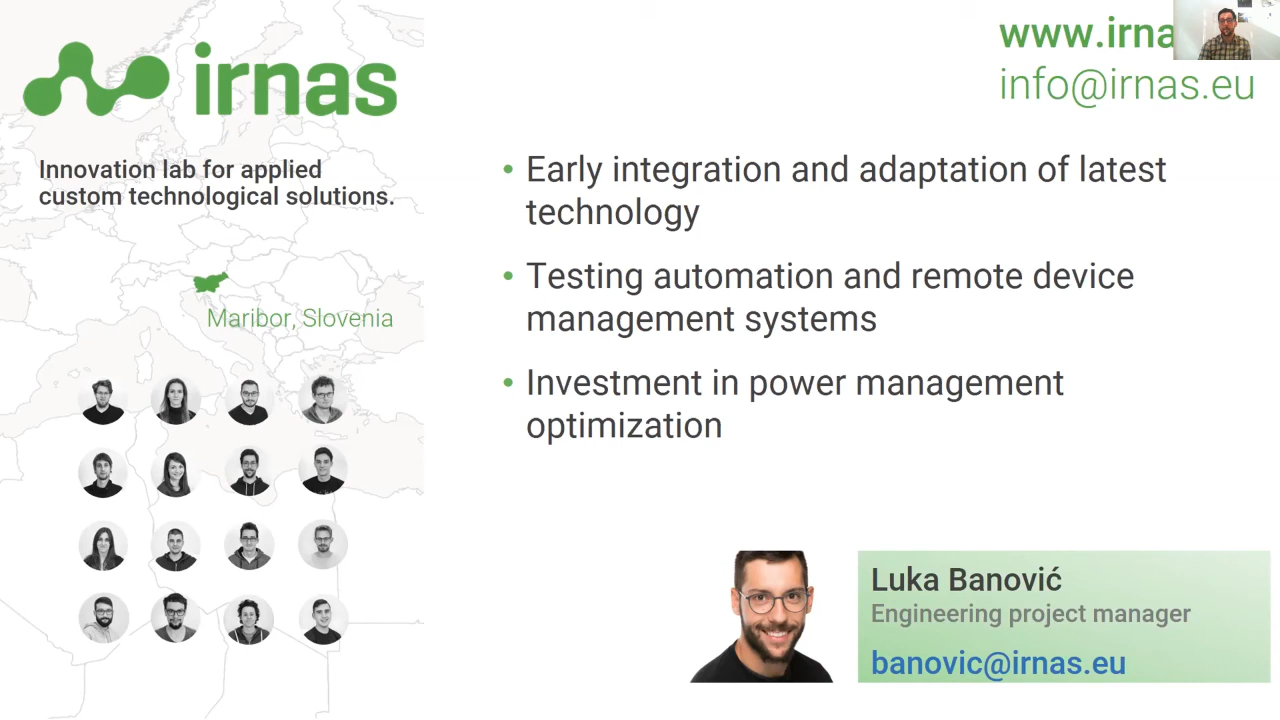 irnas
Innovation lab for applied
custom technological solutions.
Maribor, Slovenia
www.irna
info@irnas.eu
• Early integration and adaptation of latest
technology
• Testing automation and remote device
management systems
• Investment in power management
optimization
Luka Banović
Engineering project manager
banovic@irnas.eu